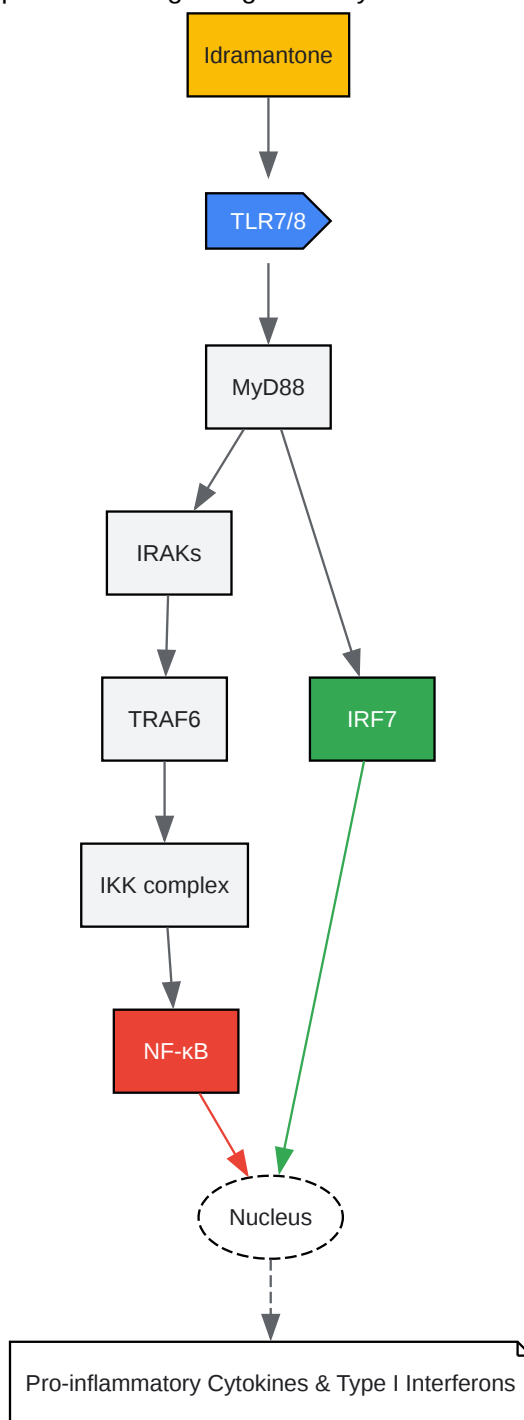 Idramantone
TLR7/8
MyD88
IRAKs
TRAF6
IRF7
IKK complex
NF-κB
Nucleus
Pro-inflammatory Cytokines & Type I Interferons